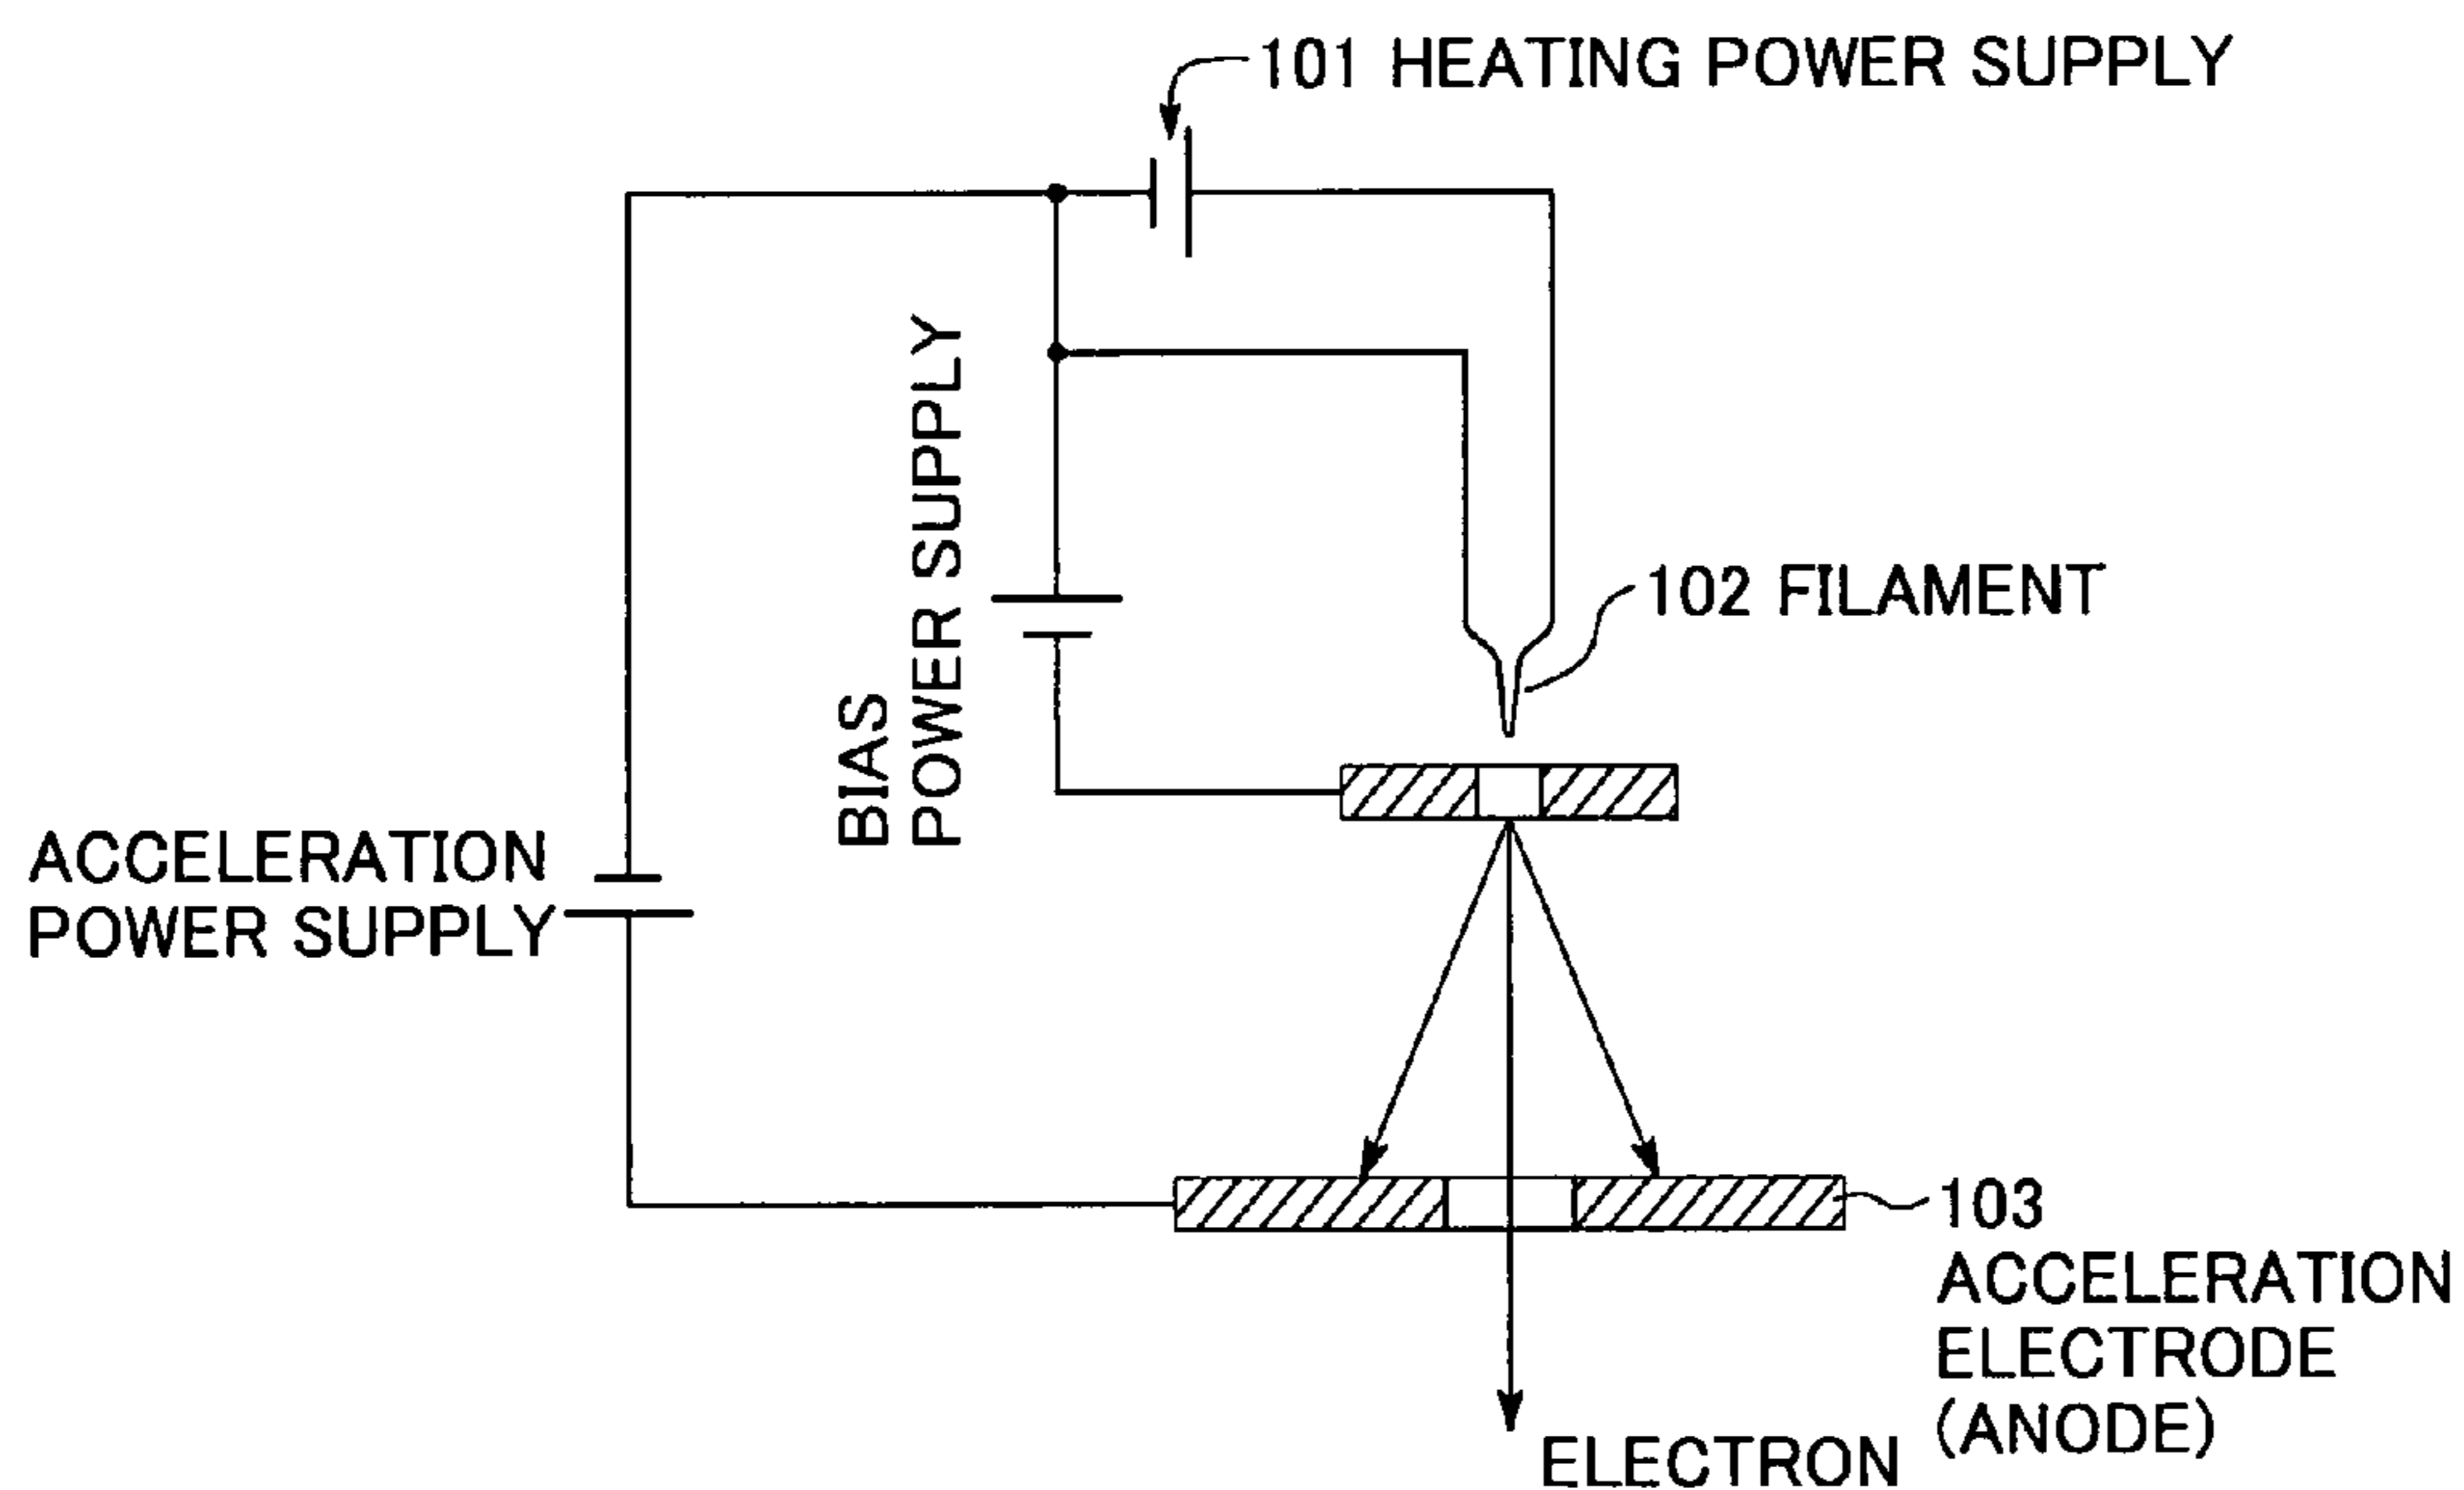 101 HEATING POWER SUPPLY
BIAS
POWER SUPPLY
102 FILAMENT
ACCELERATION
POWER SUPPLY
103
ACCELERATION
ELECTRODE
(ANODE)
ELECTRON